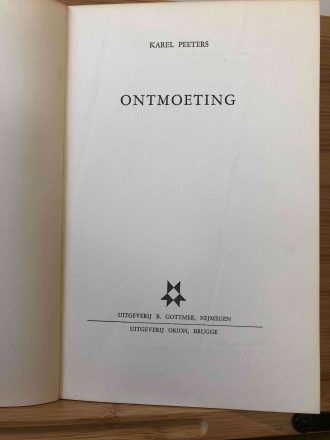 KAREL PEETERS
ONTMOETING
UITGEVERIJ B. GOTTMER, NIJMEGEN
UITGEVERIJ ORION, BRUGGE